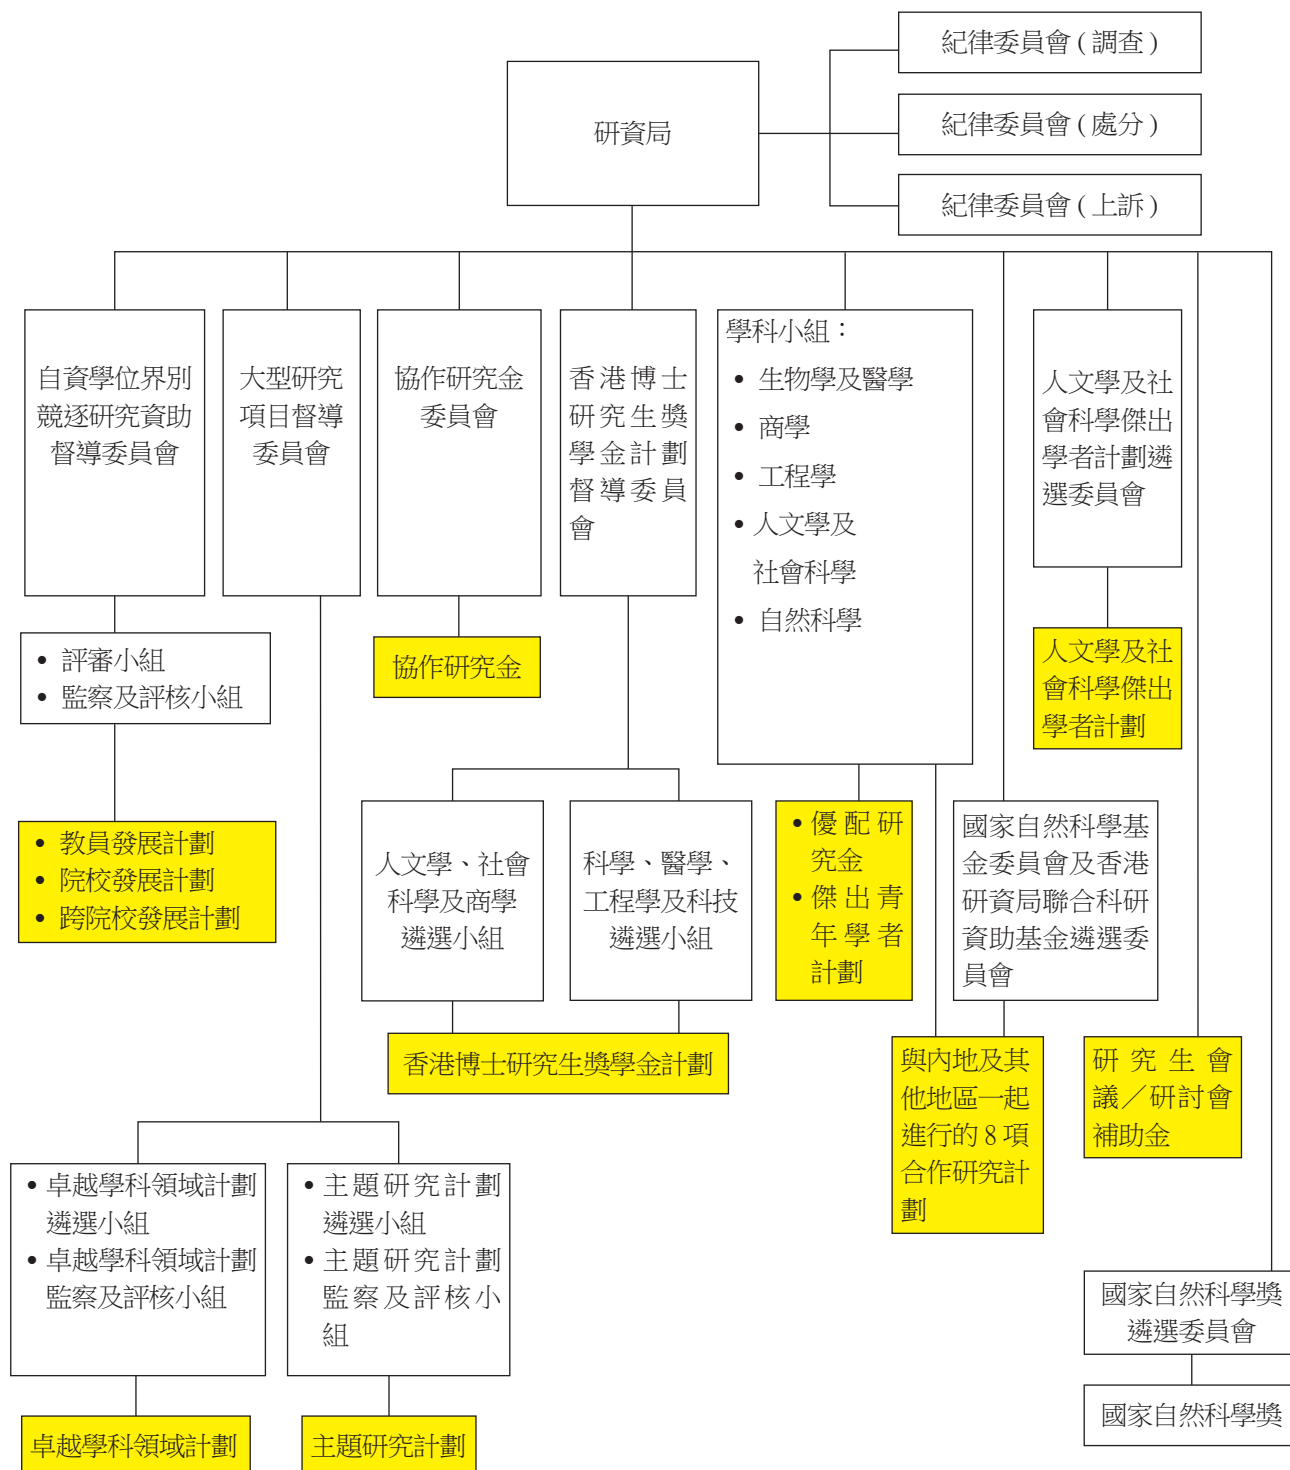 紀律委員會 ( 調查 )
研資局
紀律委員會 (處分)
紀律委員會 ( 上訴 )
自資學位界別
競逐研究資助
督導委員會
大型研究
項目督導
委員會
協作研究金
委員會
香港博士
研究生獎
學金計劃
督導委員
會
學科小組：
• 生物學及醫學
• 商學
• 工程學
• 人文學及
社會科學
• 自然科學
人文學及社
會科學傑出
學者計劃遴
選委員會
• 評審小組
• 監察及評核小組
協作研究金
人文學及社
會科學傑出
學者計劃
• 教員發展計劃
• 院校發展計劃
• 跨院校發展計劃
人文學、社會
科學及商學
遴選小組
科學、醫學、
工程學及科技
遴選小組
• 優配研
究金
• 傑出青
年學者
計劃
國家自然科學基
金委員會及香港
研資局聯合科研
資助基金遴選委
員會
香港博士研究生獎學金計劃
與內地及其
他地區一起
進行的 8 項
合作研究計
劃
研究生會
議／研討會
補助金
• 卓越學科領域計劃
遴選小組
• 卓越學科領域計劃
監察及評核小組
• 主題研究計劃
遴選小組
• 主題研究計劃
監察及評核小
組
國家自然科學獎
遴選委員會
卓越學科領域計劃
主題研究計劃
國家自然科學獎